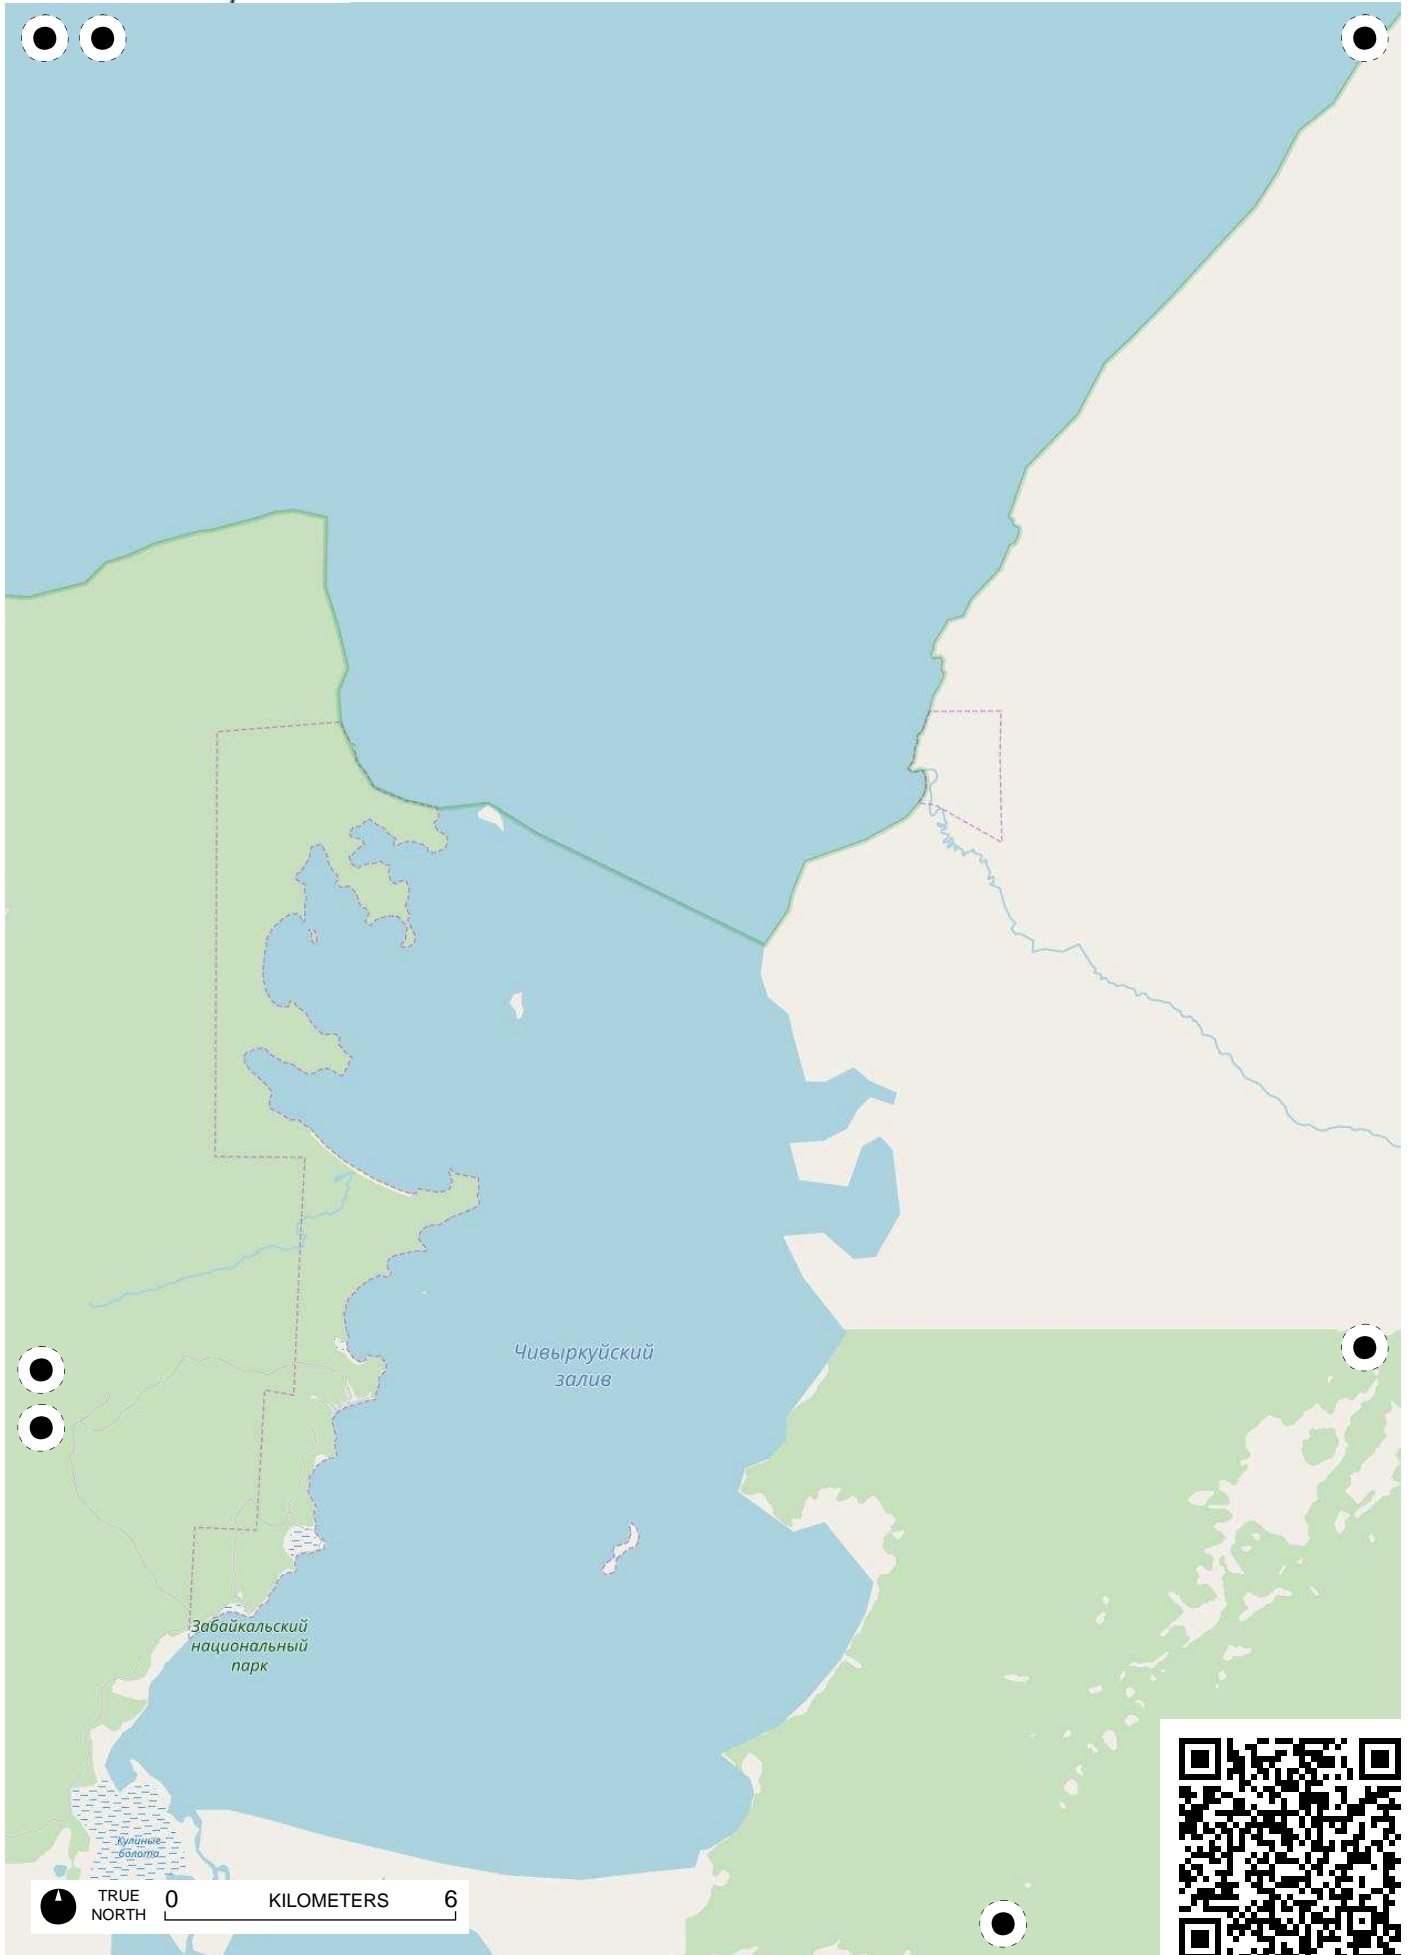 Чивыркуйский
залив
Забайкальский
национальный
парк
Кулиные
болота
TRUE
NORTH
0 KILOMETERS 6